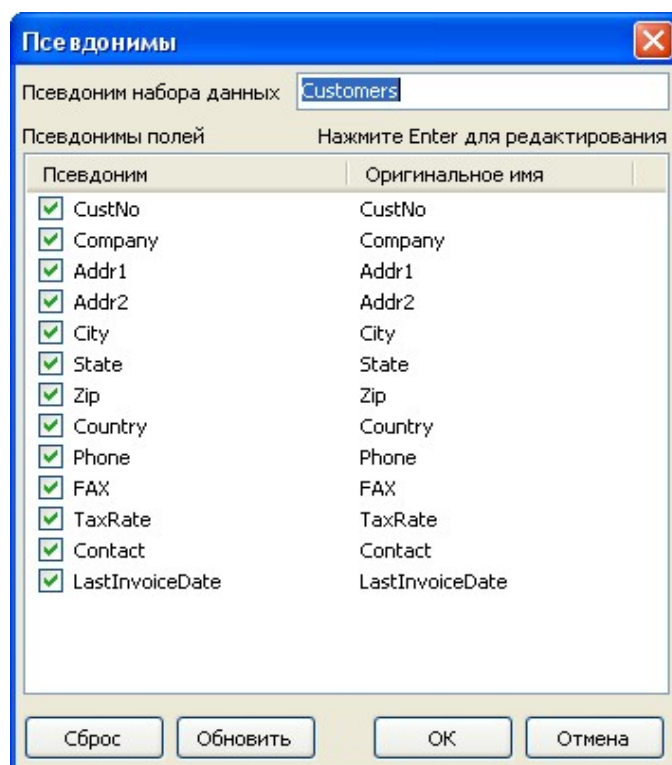 Псевдонимы
Псевдоним набора данных Customers
Псевдонимы полей Нажмите Enter для редактирования
Псевдоним Оригинальное имя
CustNo CustNo
Company Company
Addr1 Addr1
Addr2 Addr2
City City
State State
Zip Zip
Country Country
Phone Phone
FAX FAX
TaxRate TaxRate
Contact Contact
LastInvoiceDate LastInvoiceDate
Сброс Обновить OK Отмена